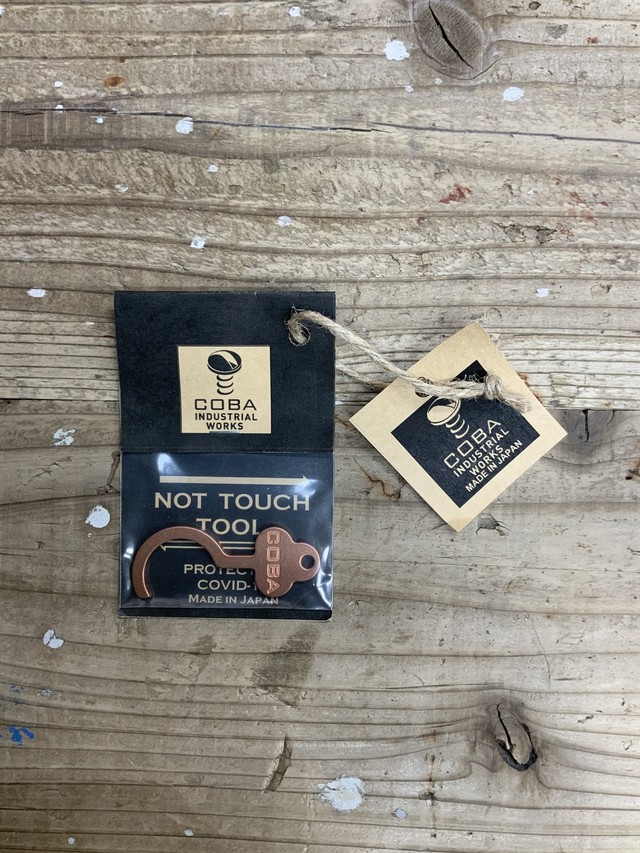 COBA
INDUSTRIAL
WORKS
NOT TOUCH
TOOL
COBA
MADE IN JAPAN
COBA
INDUSTRIAL
WORKS
MADE IN JAPAN